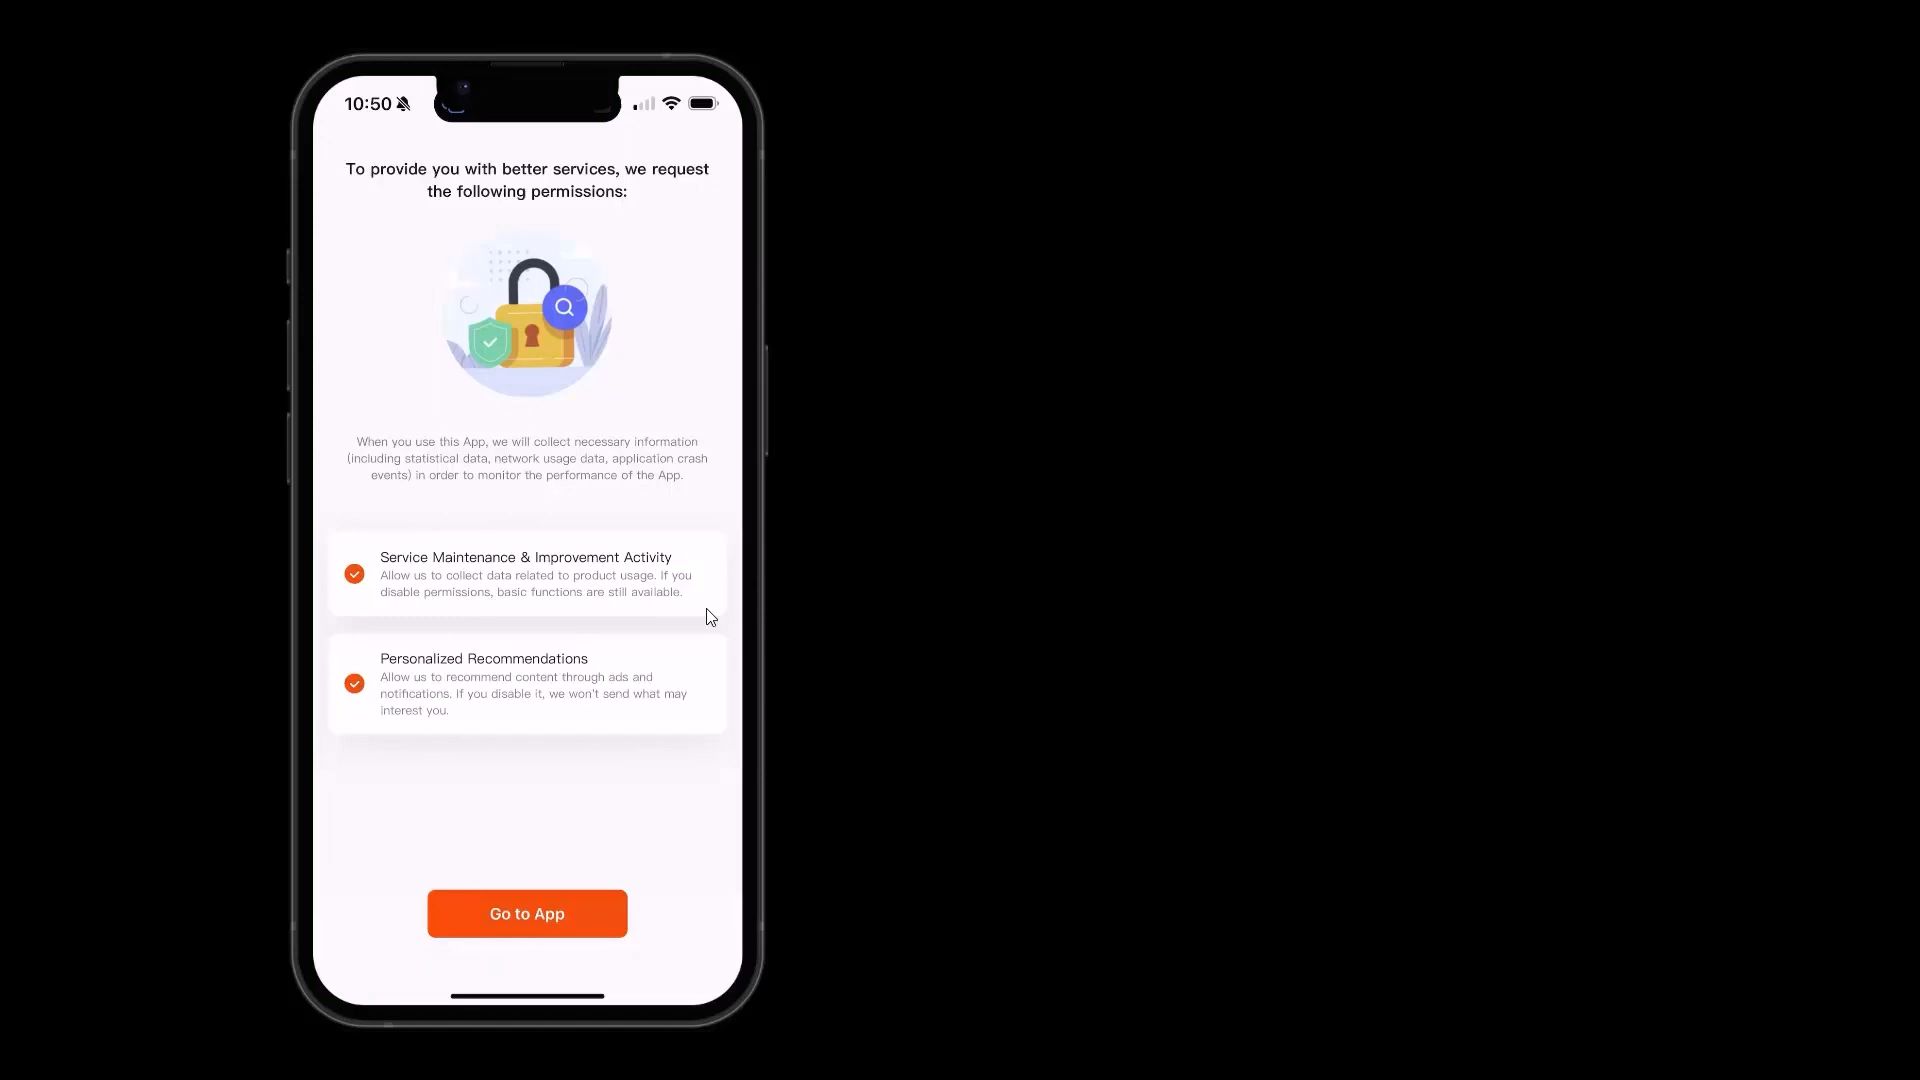 10:50
To provide you with better services, we request
the following permissions:
When you use this App, we will collect necessary information
(including statistical data, network usage data, application crash
events) in order to monitor the performance of the App.
Service Maintenance & Improvement Activity
Allow us to collect data related to product usage. If you
disable permissions, basic functions are still available.
Personalized Recommendations
Allow us to recommend content through ads and
notifications. If you disable it, we won't send what may
interest you.
Go to App